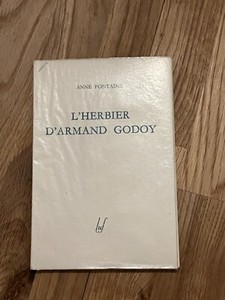 ANNE FONTAINE
L'HERBIER
D'ARMAND GODOY